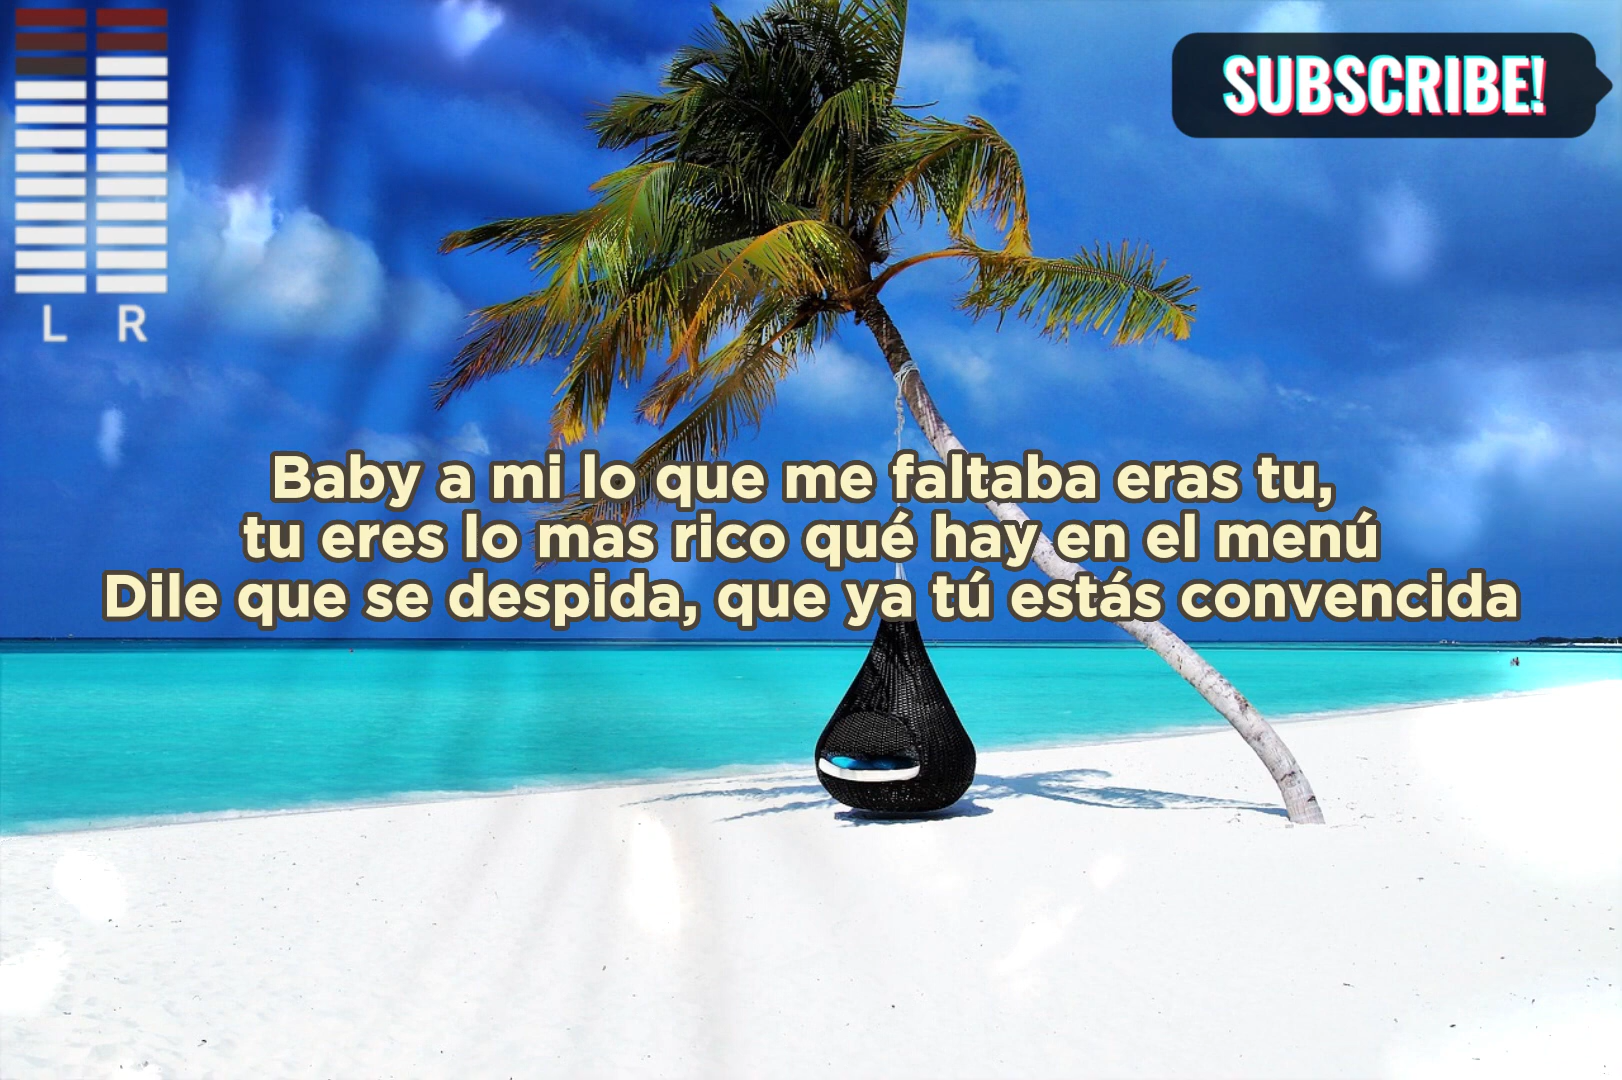 SUBSCRIBE!
L R
Baby a mi lo que me faltaba eras tu,
tu eres lo mas rico qué hay en el menú
Dile que se despida, que ya tú estás convencida